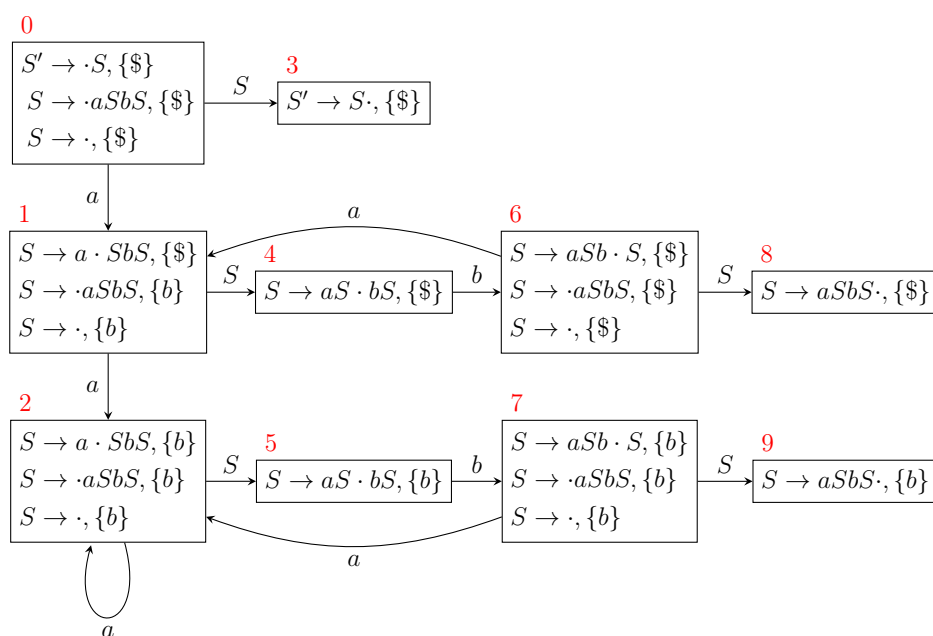 0
S′ → ·S, {$}
S → ·aSbS, {$}
S → ·, {$}
S
3
S′ → S·, {$}
a
1
S → a · SbS, {$}
S → ·aSbS, {b}
S → ·, {b}
a
S
4
S → aS · bS, {$}
b
6
S → aSb · S, {$}
S → ·aSbS, {$}
S → ·, {$}
S
8
S → aSbS·, {$}
a
2
S → a · SbS, {b}
S → ·aSbS, {b}
S → ·, {b}
S
5
S → aS · bS, {b}
b
7
S → aSb · S, {b}
S → ·aSbS, {b}
S → ·, {b}
S
9
S → aSbS·, {b}
a
a